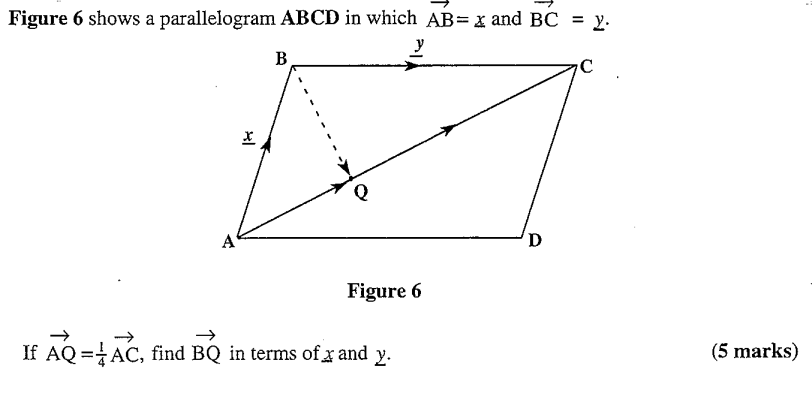 Figure 6 shows a parallelogram ABCD in which AB= x and BC = y.
y
B
C
x
Q
A
D
Figure 6
If AQ =¼ AC, find BQ in terms of x and y. (5 marks)